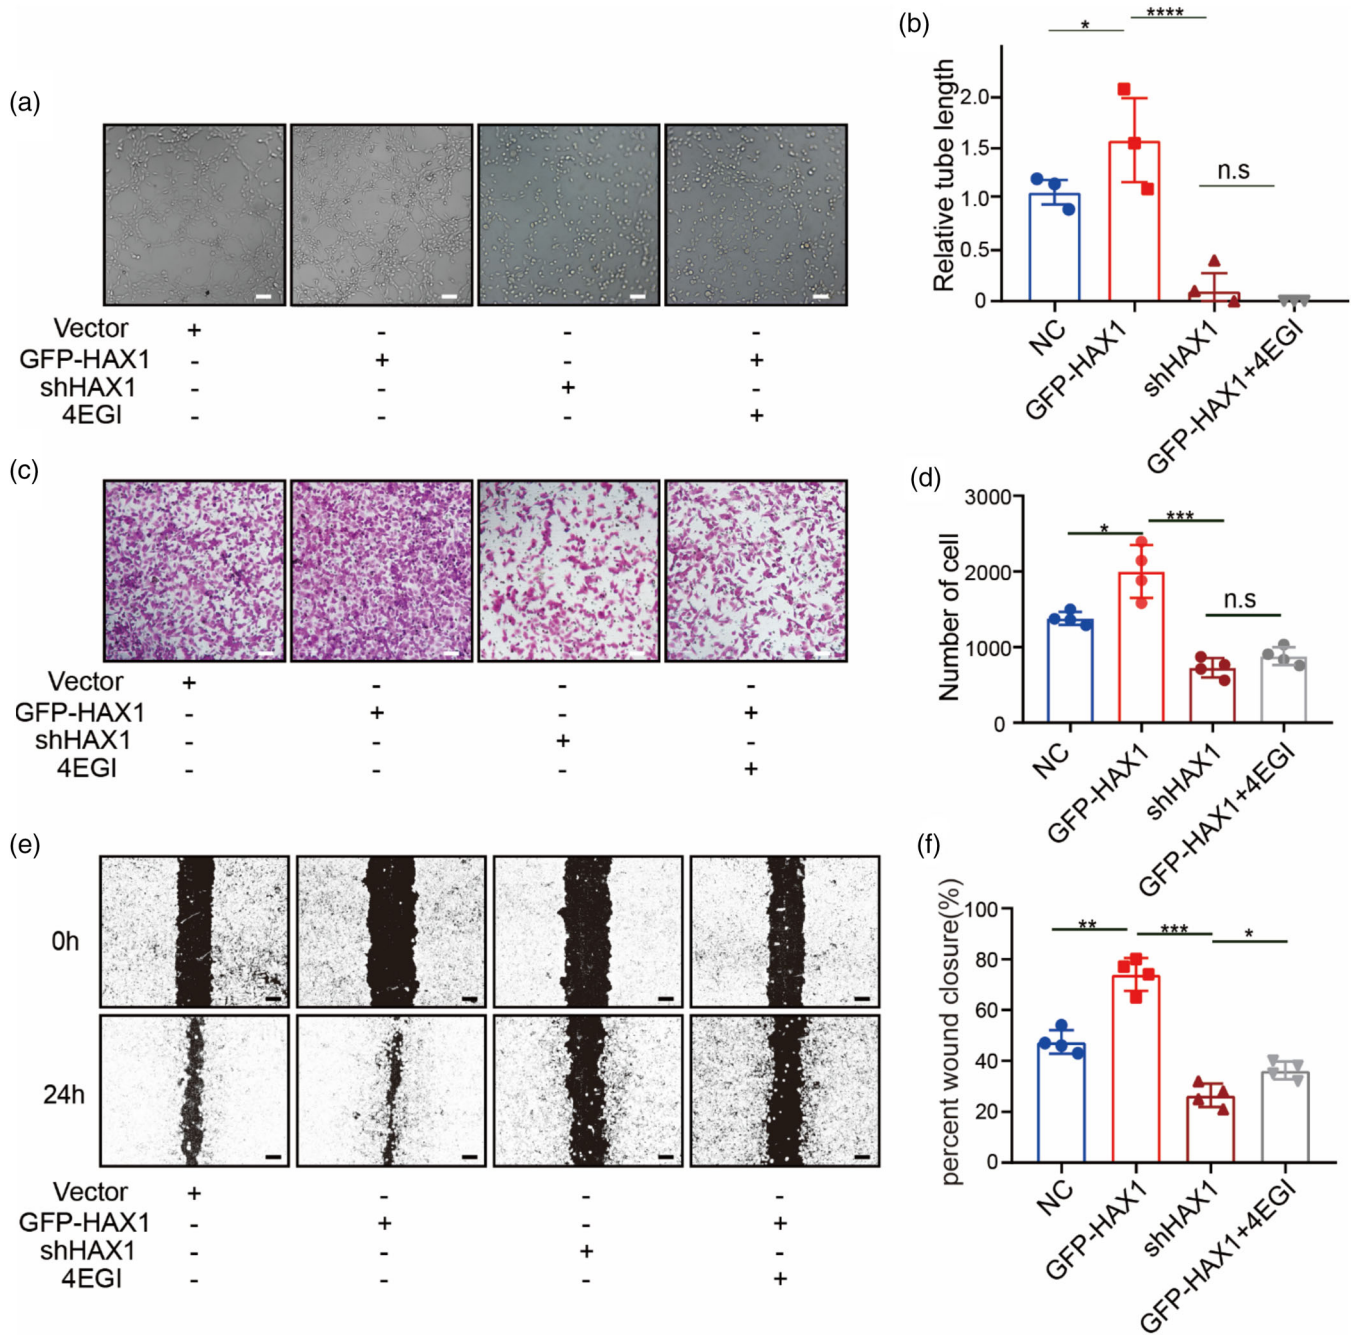 (a)
Vector + - - -
GFP-HAX1 - + - +
shHAX1 - - + -
4EGI - - - +
(b)
* ****
n.s
Relative tube length
2.0
1.5
1.0
0.5
0
NC
GFP-HAX1
shHAX1
GFP-HAX1+4EGI
(c)
Vector + - - -
GFP-HAX1 - + - +
shHAX1 - - + -
4EGI - - - +
(d)
* ***
n.s
Number of cell
3000
2000
1000
0
NC
GFP-HAX1
shHAX1
GFP-HAX1+4EGI
(e)
0h
24h
Vector + - - -
GFP-HAX1 - + - +
shHAX1 - - + -
4EGI - - - +
(f)
** *** *
percent wound closure(%)
100
80
60
40
20
0
NC
GFP-HAX1
shHAX1
GFP-HAX1+4EGI